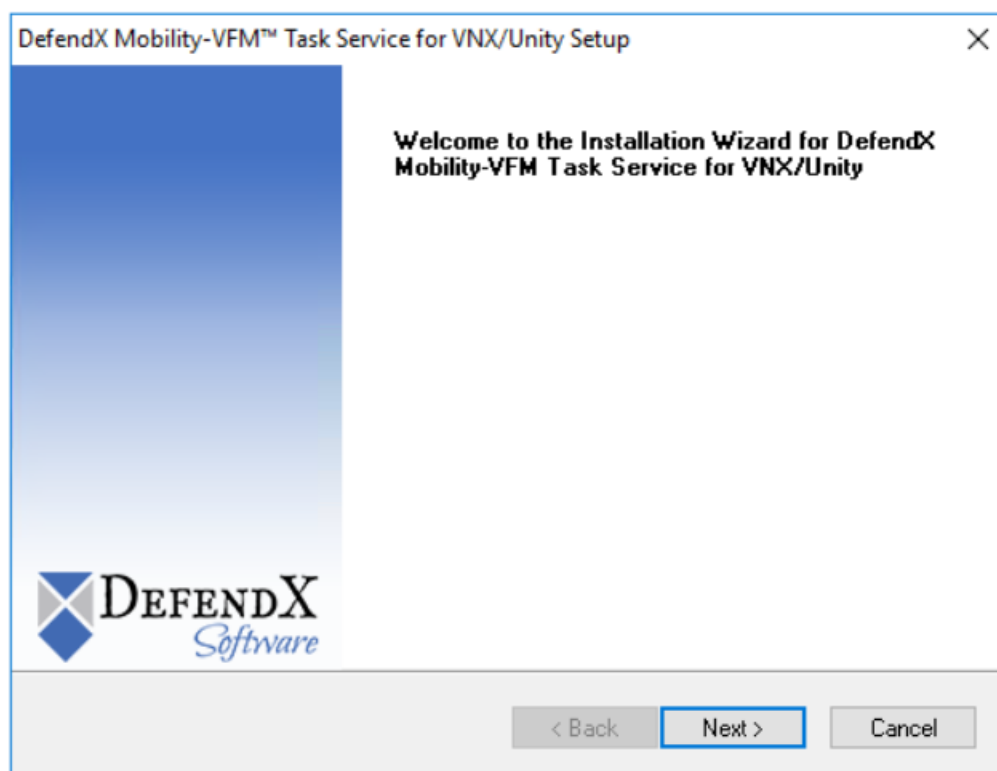 DefendX Mobility-VFM™ Task Service for VNX/Unity Setup
Welcome to the Installation Wizard for DefendX
Mobility-VFM Task Service for VNX/Unity
DEFENDX
Software
< Back
Next >
Cancel